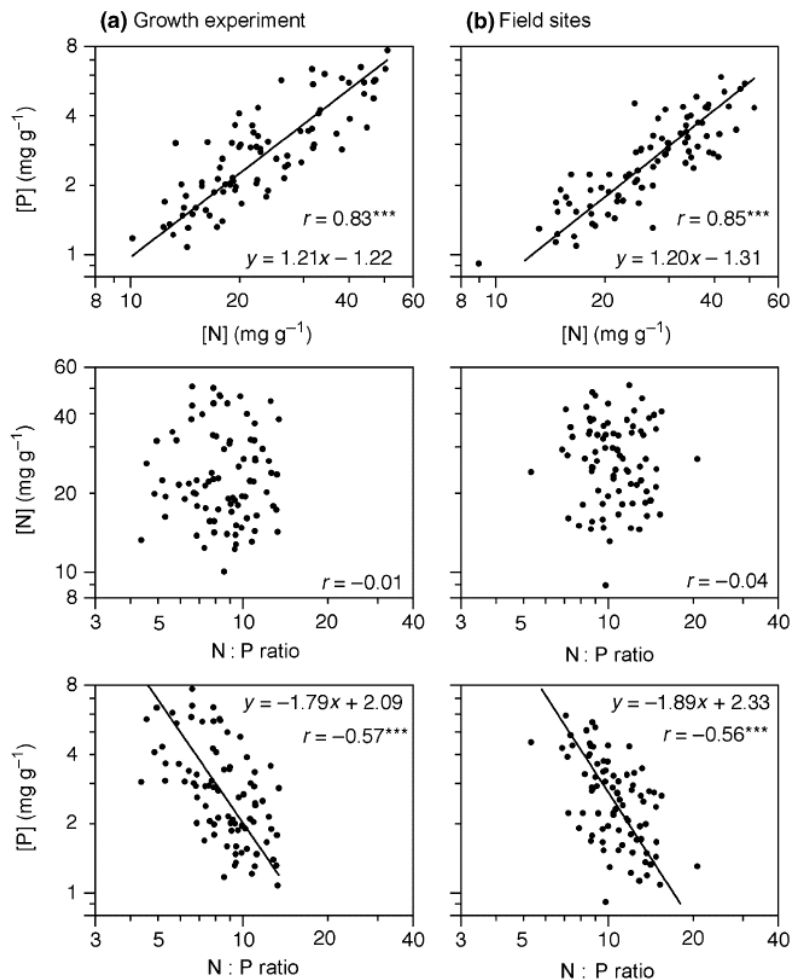 (a) Growth experiment
(b) Field sites
8
4
2
1
[P] (mg g⁻¹)
r = 0.83***
y = 1.21x − 1.22
8 10 20 40 60
[N] (mg g⁻¹)
r = 0.85***
y = 1.20x − 1.31
8 10 20 40 60
[N] (mg g⁻¹)
60
40
20
10
8
[N] (mg g⁻¹)
r = −0.01
3 5 10 20 40
N : P ratio
r = −0.04
3 5 10 20 40
N : P ratio
8
4
2
1
[P] (mg g⁻¹)
y = −1.79x + 2.09
r = −0.57***
3 5 10 20 40
N : P ratio
y = −1.89x + 2.33
r = −0.56***
3 5 10 20 40
N : P ratio